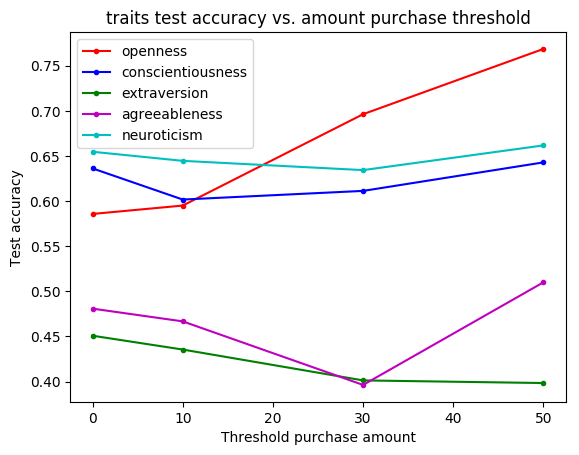 traits test accuracy vs. amount purchase threshold
openness
conscientiousness
extraversion
agreeableness
neuroticism
Test accuracy
0.75
0.70
0.65
0.60
0.55
0.50
0.45
0.40
0 10 20 30 40 50
Threshold purchase amount